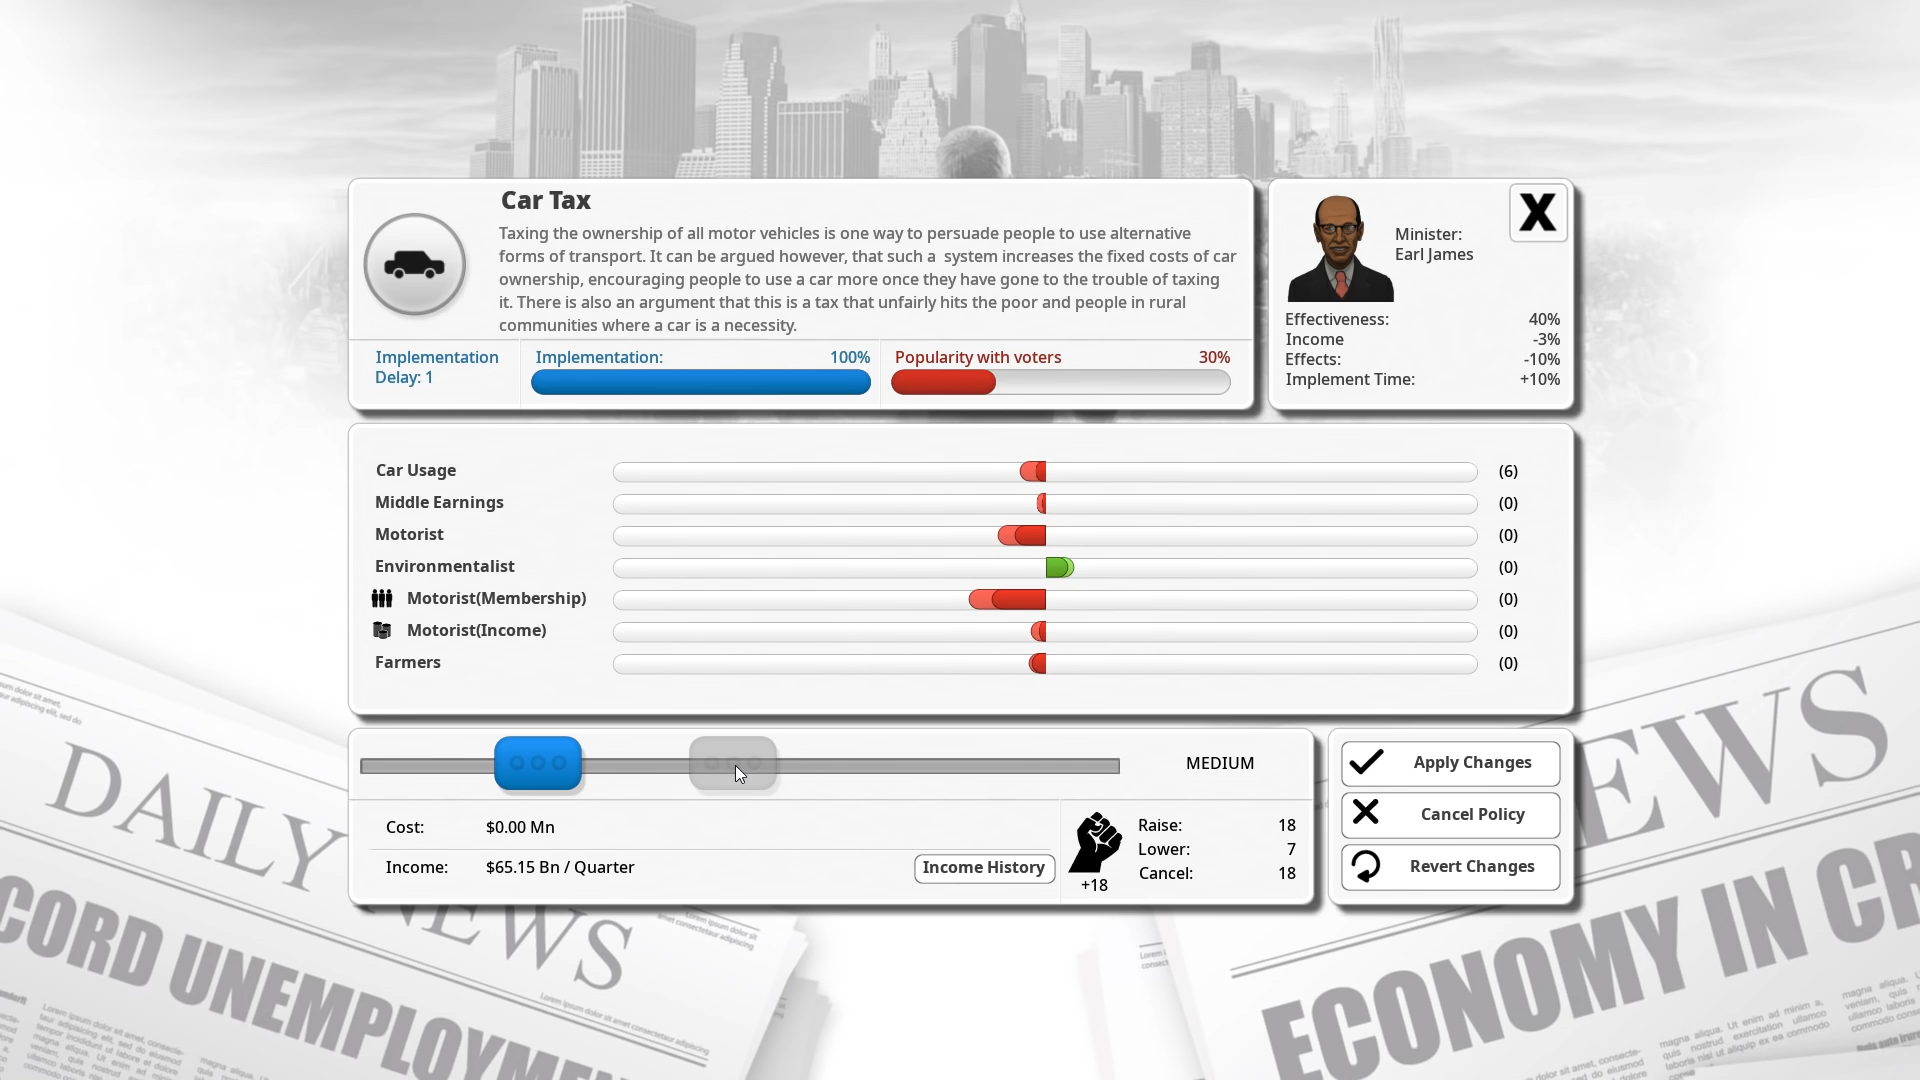 Car Tax
Taxing the ownership of all motor vehicles is one way to persuade people to use alternative
forms of transport. It can be argued however, that such a  system increases the fixed costs of car
ownership, encouraging people to use a car more once they have gone to the trouble of taxing
it. There is also an argument that this is a tax that unfairly hits the poor and people in rural
communities where a car is a necessity.
Implementation
Delay: 1
Implementation: 100%
Popularity with voters 30%
X
Minister:
Earl James
Effectiveness: 40%
Income -3%
Effects: -10%
Implement Time: +10%
Car Usage (6)
Middle Earnings (0)
Motorist (0)
Environmentalist (0)
Motorist(Membership) (0)
Motorist(Income) (0)
Farmers (0)
MEDIUM
Cost: $0.00 Mn
Income: $65.15 Bn / Quarter
Income History
+18
Raise: 18
Lower: 7
Cancel: 18
Apply Changes
Cancel Policy
Revert Changes
DAILY NEWS
CORD UNEMPLOYME
EWS
ECONOMY IN CR